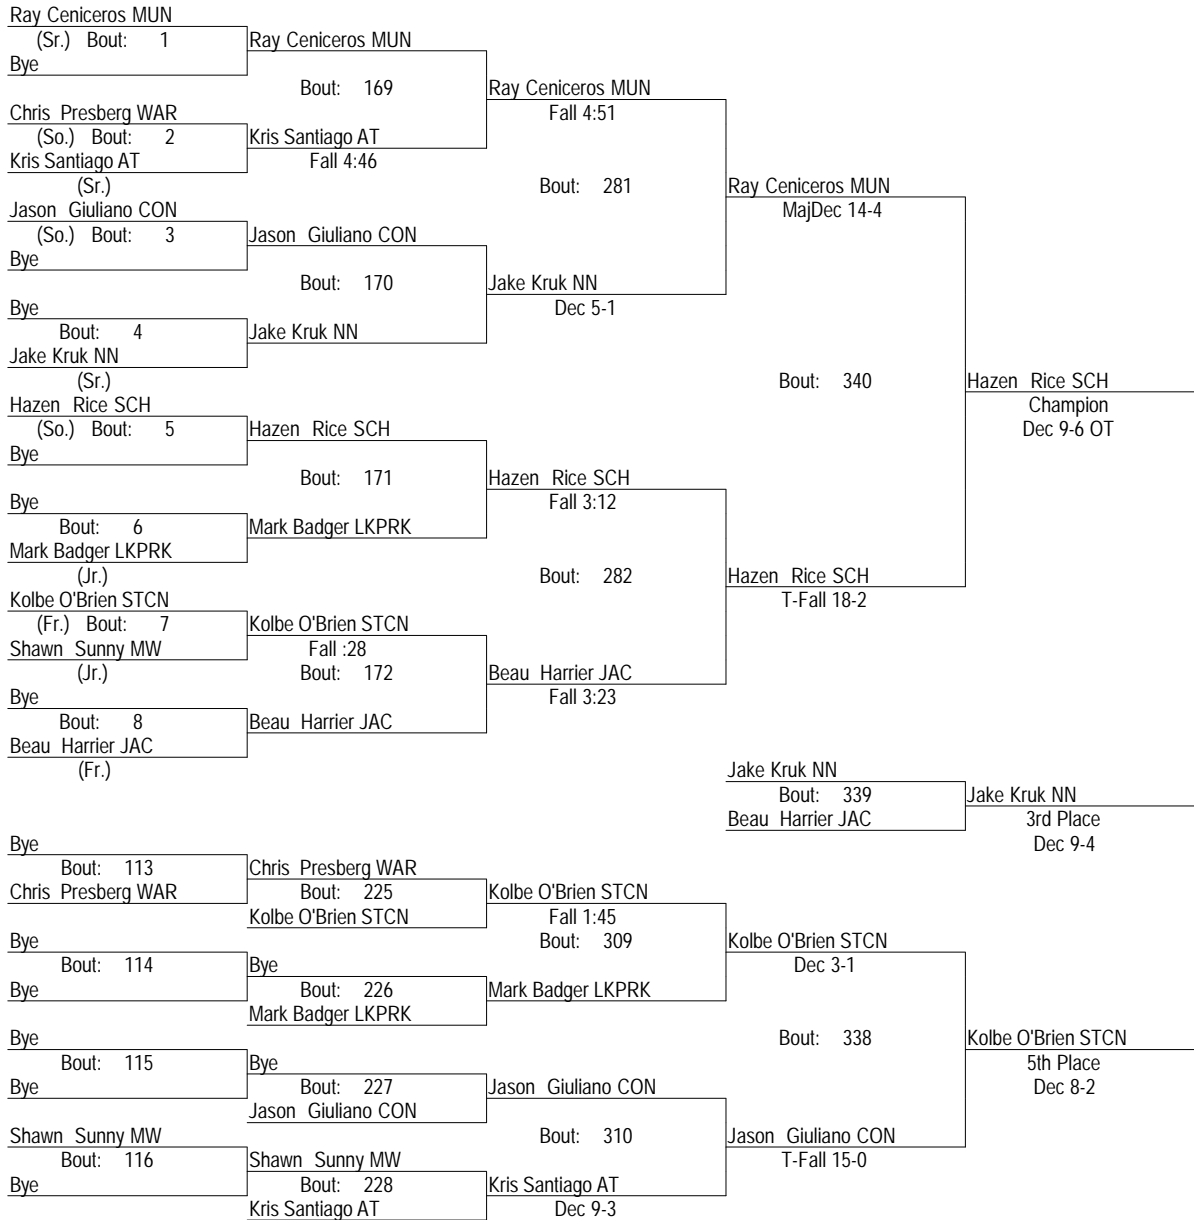 Ray Ceniceros MUN
(Sr.) Bout: 1 Ray Ceniceros MUN
Bye
Bout: 169 Ray Ceniceros MUN
Chris Presberg WAR Fall 4:51
(So.) Bout: 2 Kris Santiago AT
Kris Santiago AT Fall 4:46
(Sr.) Bout: 281 Ray Ceniceros MUN
Jason Giuliano CON MajDec 14-4
(So.) Bout: 3 Jason Giuliano CON
Bye
Bout: 170 Jake Kruk NN
Bye Dec 5-1
Bout: 4 Jake Kruk NN
Jake Kruk NN
(Sr.) Bout: 340 Hazen Rice SCH
Hazen Rice SCH Champion
(So.) Bout: 5 Hazen Rice SCH Dec 9-6 OT
Bye
Bout: 171 Hazen Rice SCH
Bye Fall 3:12
Bout: 6 Mark Badger LKPRK
Mark Badger LKPRK
(Jr.) Bout: 282 Hazen Rice SCH
Kolbe O'Brien STCN T-Fall 18-2
(Fr.) Bout: 7 Kolbe O'Brien STCN
Shawn Sunny MW Fall :28
(Jr.) Bout: 172 Beau Harrier JAC
Bye Fall 3:23
Bout: 8 Beau Harrier JAC
Beau Harrier JAC
(Fr.) Jake Kruk NN
Bout: 339 Jake Kruk NN
Beau Harrier JAC 3rd Place
Bye Dec 9-4
Bout: 113 Chris Presberg WAR
Chris Presberg WAR Bout: 225 Kolbe O'Brien STCN
Kolbe O'Brien STCN Fall 1:45
Bye Bout: 309 Kolbe O'Brien STCN
Bout: 114 Bye Dec 3-1
Bye Bout: 226 Mark Badger LKPRK
Mark Badger LKPRK
Bye Bout: 338 Kolbe O'Brien STCN
Bout: 115 Bye 5th Place
Bye Bout: 227 Jason Giuliano CON Dec 8-2
Jason Giuliano CON
Shawn Sunny MW Bout: 310 Jason Giuliano CON
Bout: 116 Shawn Sunny MW T-Fall 15-0
Bye Bout: 228 Kris Santiago AT
Kris Santiago AT Dec 9-3